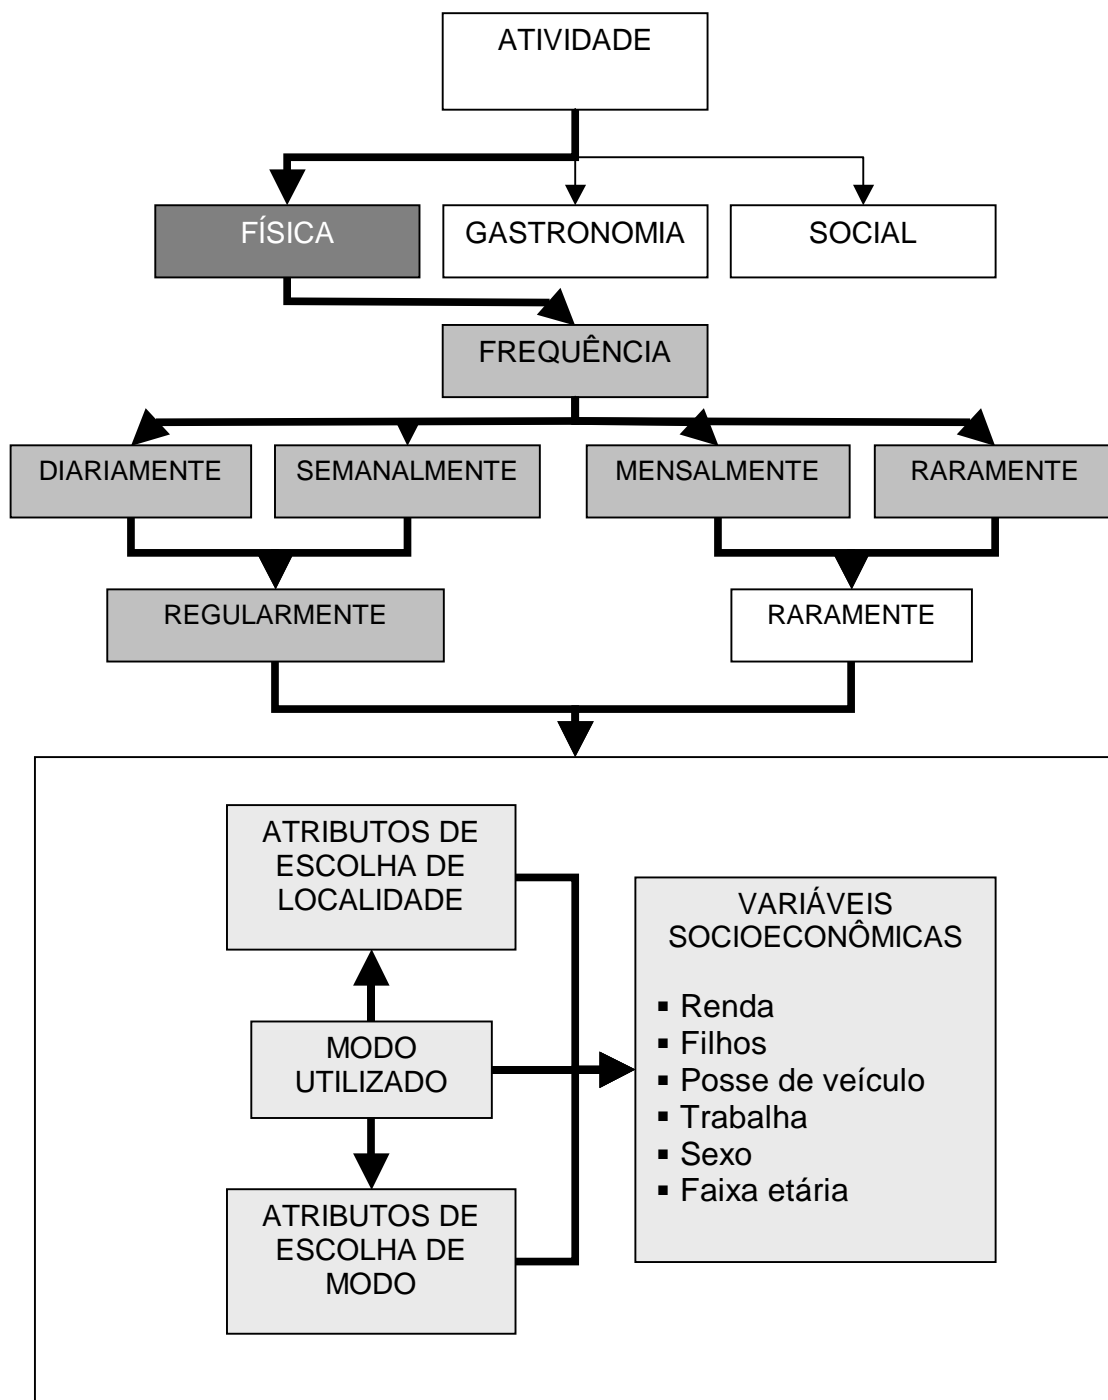 ATIVIDADE
FÍSICA
GASTRONOMIA
SOCIAL
FREQUÊNCIA
DIARIAMENTE
SEMANALMENTE
MENSALMENTE
RARAMENTE
REGULARMENTE
RARAMENTE
ATRIBUTOS DE
ESCOLHA DE
LOCALIDADE
MODO
UTILIZADO
ATRIBUTOS DE
ESCOLHA DE
MODO
VARIÁVEIS
SOCIOECONÔMICAS
▪ Renda
▪ Filhos
▪ Posse de veículo
▪ Trabalha
▪ Sexo
▪ Faixa etária